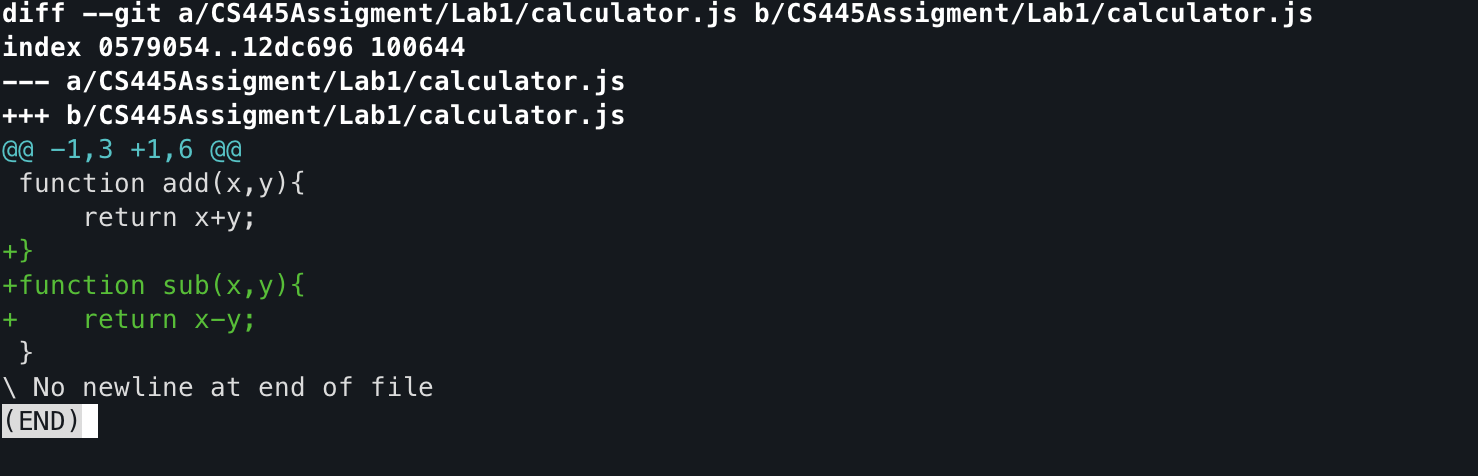 diff --git a/CS445Assigment/Lab1/calculator.js b/CS445Assigment/Lab1/calculator.js
index 0579054..12dc696 100644
--- a/CS445Assigment/Lab1/calculator.js
+++ b/CS445Assigment/Lab1/calculator.js
@@ -1,3 +1,6 @@
 function add(x,y){
     return x+y;
+}
+function sub(x,y){
+    return x-y;
 }
\ No newline at end of file
(END)